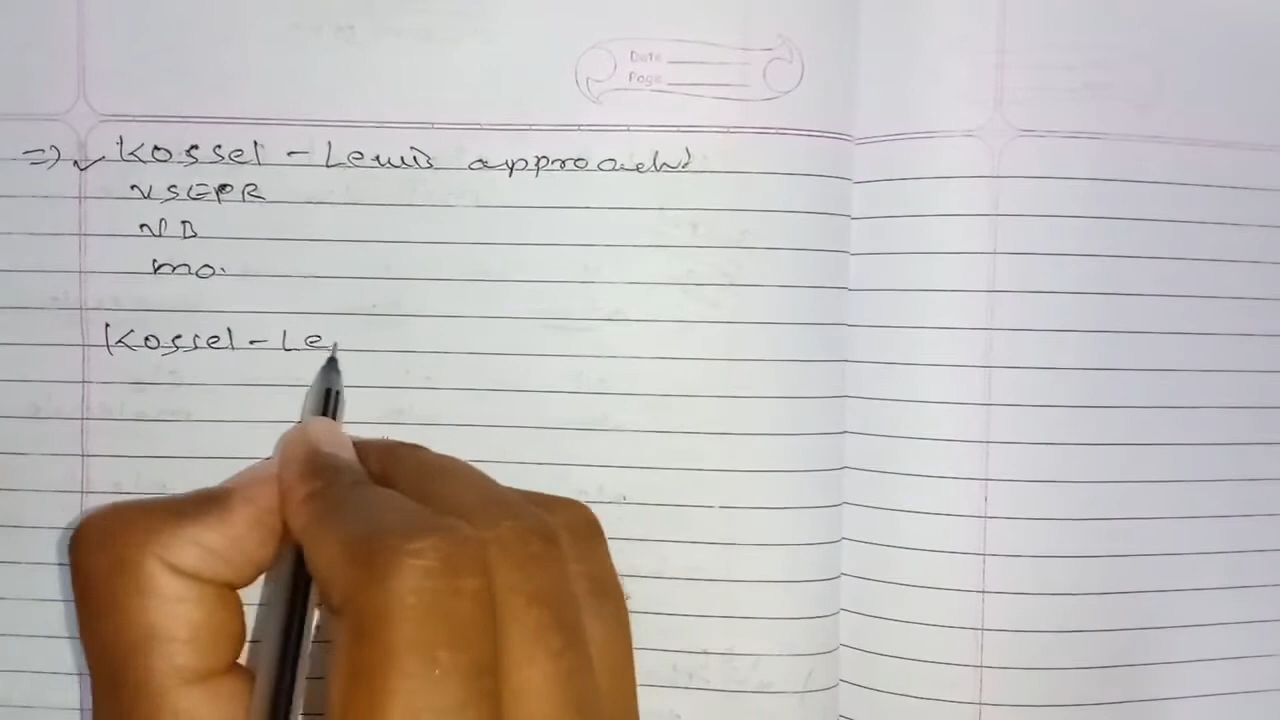 Date
Page
=> ✓ Kossel - Lewis approach:
VSEPR
VB
mo.
Kossel - Le